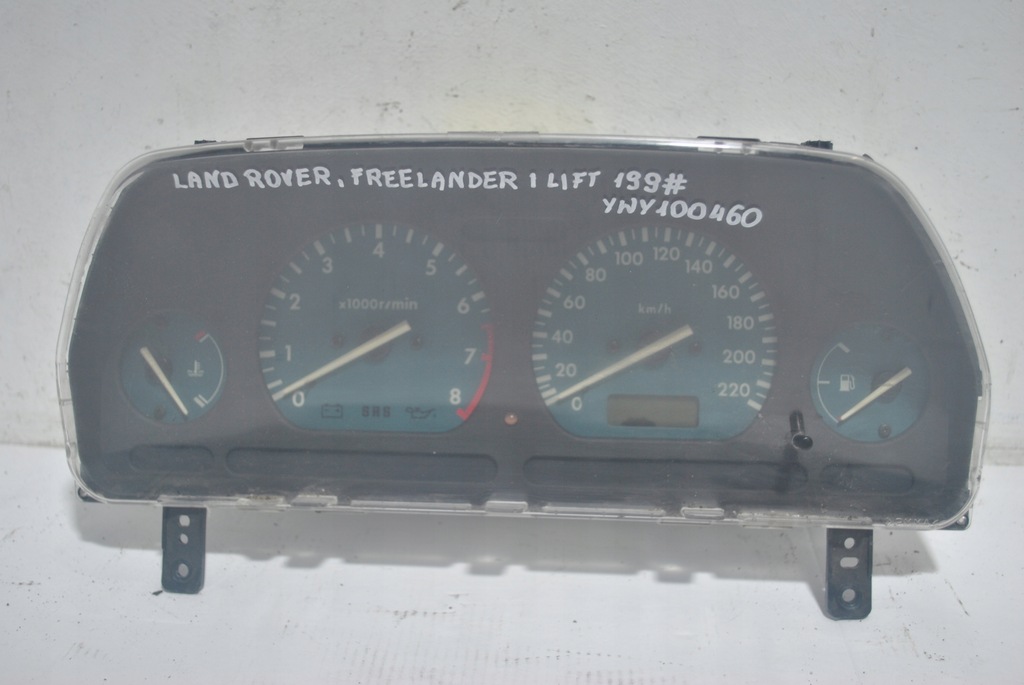 LAND ROVER, FREELANDER 1 LIFT 199#
YWY100460
0 1 2 3 4 5 6 7 8
x1000r/min
SRS
0 20 40 60 80 100 120 140 160 180 200 220
km/h